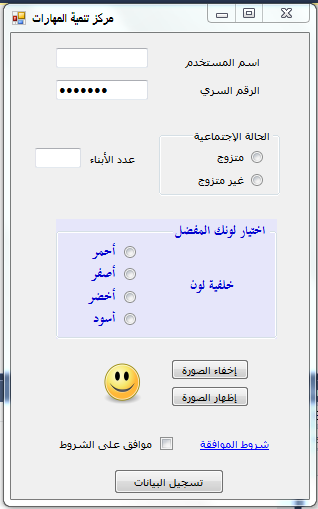 مركز تنمية المهارات
اسم المستخدم
الرقم السري
الحالة الإجتماعية
متزوج
غير متزوج
عدد الأبناء
اختيار لونك المفضل
أحمر
أصفر
أخضر
أسود
خلفية لون
إخفاء الصورة
إظهار الصورة
شروط الموافقة
موافق على الشروط
تسجيل البيانات